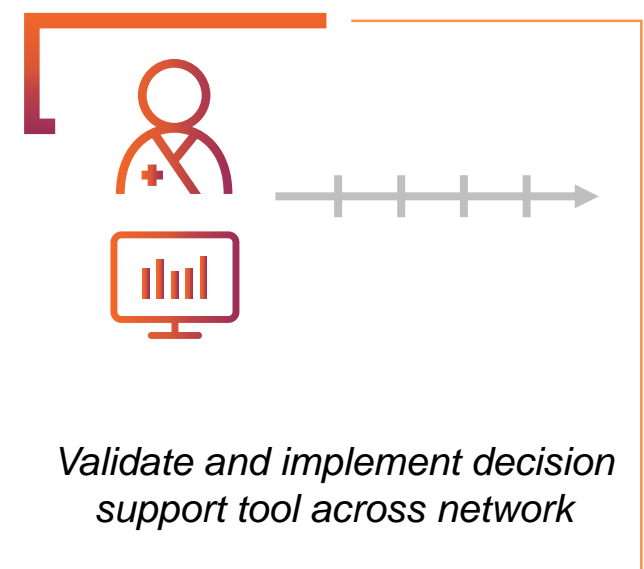 Validate and implement decision
support tool across network